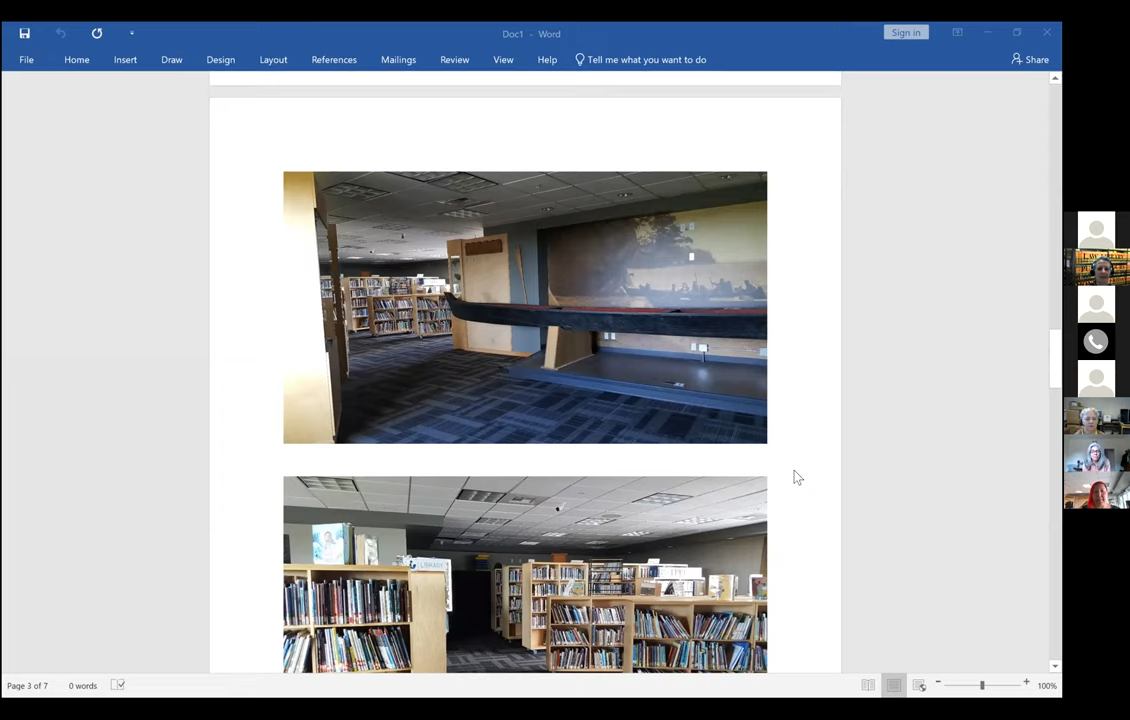 Doc1 - Word
Sign in
File Home Insert Draw Design Layout References Mailings Review View Help Tell me what you want to do
Share
LIBRARY
Page 3 of 7 0 words
100%